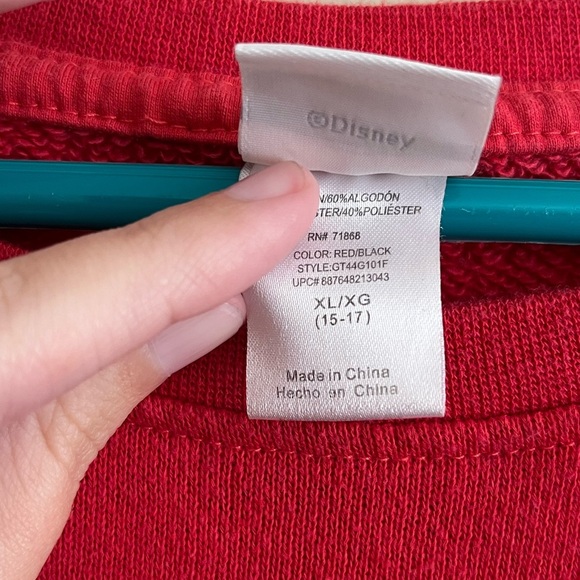 ©Disney
N/60%ALGODÓN
STER/40%POLIÉSTER
RN# 71868
COLOR: RED/BLACK
STYLE:GT44G101F
UPC# 887648213043
XL/XG
(15-17)
Made in China
Hecho en China